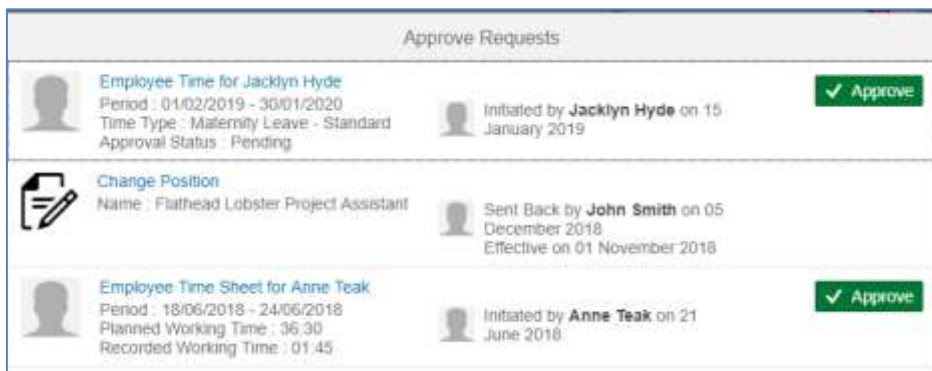 Approve Requests
Employee Time for Jacklyn Hyde
Period : 01/02/2019 - 30/01/2020
Time Type : Maternity Leave - Standard
Approval Status : Pending
Initiated by Jacklyn Hyde on 15
January 2019
Approve
Change Position
Name : Flathead Lobster Project Assistant
Sent Back by John Smith on 05
December 2018
Effective on 01 November 2018
Employee Time Sheet for Anne Teak
Period : 18/06/2018 - 24/06/2018
Planned Working Time : 36:30
Recorded Working Time : 01:45
Initiated by Anne Teak on 21
June 2018
Approve